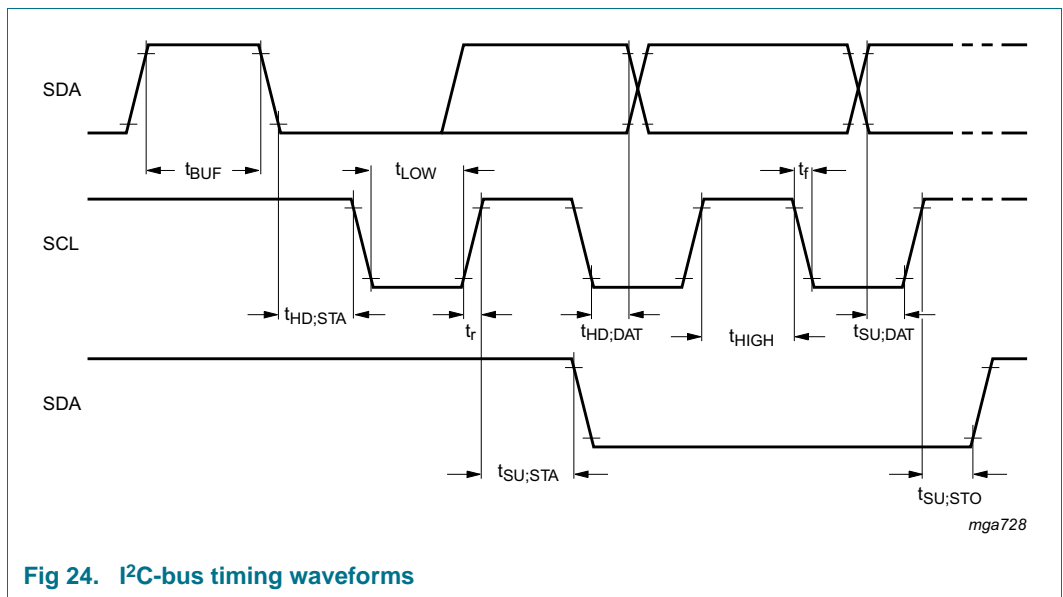 SDA
tBUF
tLOW
tf
SCL
tHD;STA
tr
tHD;DAT
tHIGH
tSU;DAT
SDA
tSU;STA
tSU;STO
mga728
Fig 24. I²C-bus timing waveforms